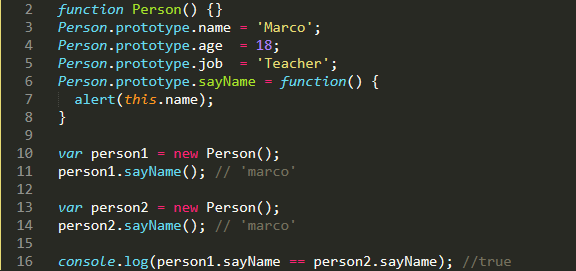 2 function Person() {}
3 Person.prototype.name = 'Marco';
4 Person.prototype.age  = 18;
5 Person.prototype.job  = 'Teacher';
6 Person.prototype.sayName = function() {
7   alert(this.name);
8 }
9
10 var person1 = new Person();
11 person1.sayName(); // 'marco'
12
13 var person2 = new Person();
14 person2.sayName(); // 'marco'
15
16 console.log(person1.sayName == person2.sayName); //true